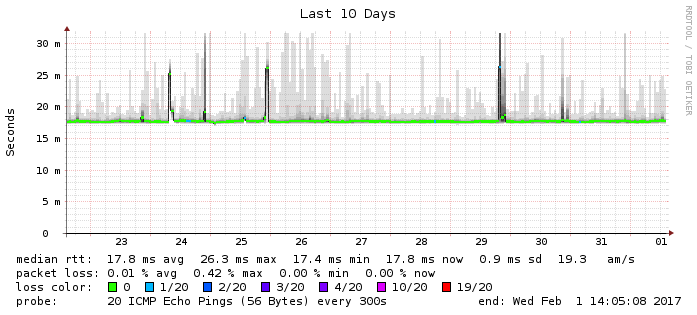 Last 10 Days
RRDTOOL / TOBI OETIKER
Seconds
30 m
25 m
20 m
15 m
10 m
5 m
0
23 24 25 26 27 28 29 30 31 01
median rtt: 17.8 ms avg 26.3 ms max 17.4 ms min 17.8 ms now 0.9 ms sd 19.3 am/s
packet loss: 0.01 % avg 0.42 % max 0.00 % min 0.00 % now
loss color: 0 1/20 2/20 3/20 4/20 10/20 19/20
probe: 20 ICMP Echo Pings (56 Bytes) every 300s end: Wed Feb 1 14:05:08 2017